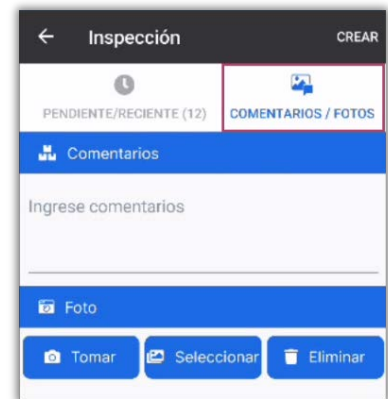 Inspección CREAR
PENDIENTE/RECIENTE (12) COMENTARIOS / FOTOS
Comentarios
Ingrese comentarios
Foto
Tomar Seleccionar Eliminar